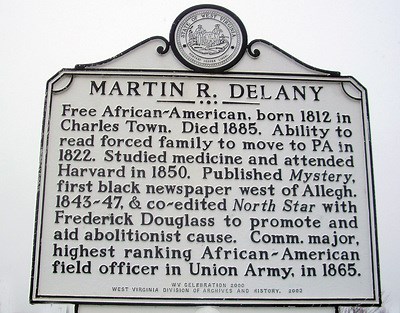 STATE OF WEST VIRGINIA
MARTIN R. DELANY
Free African-American, born 1812 in
Charles Town. Died 1885. Ability to
read forced family to move to PA in
1822. Studied medicine and attended
Harvard in 1850. Published Mystery,
first black newspaper west of Allegh.
1843-47, & co-edited North Star with
Frederick Douglass to promote and
aid abolitionist cause. Comm. major,
highest ranking African-American
field officer in Union Army, in 1865.
WV CELEBRATION 2000
WEST VIRGINIA DIVISION OF ARCHIVES AND HISTORY, 2002